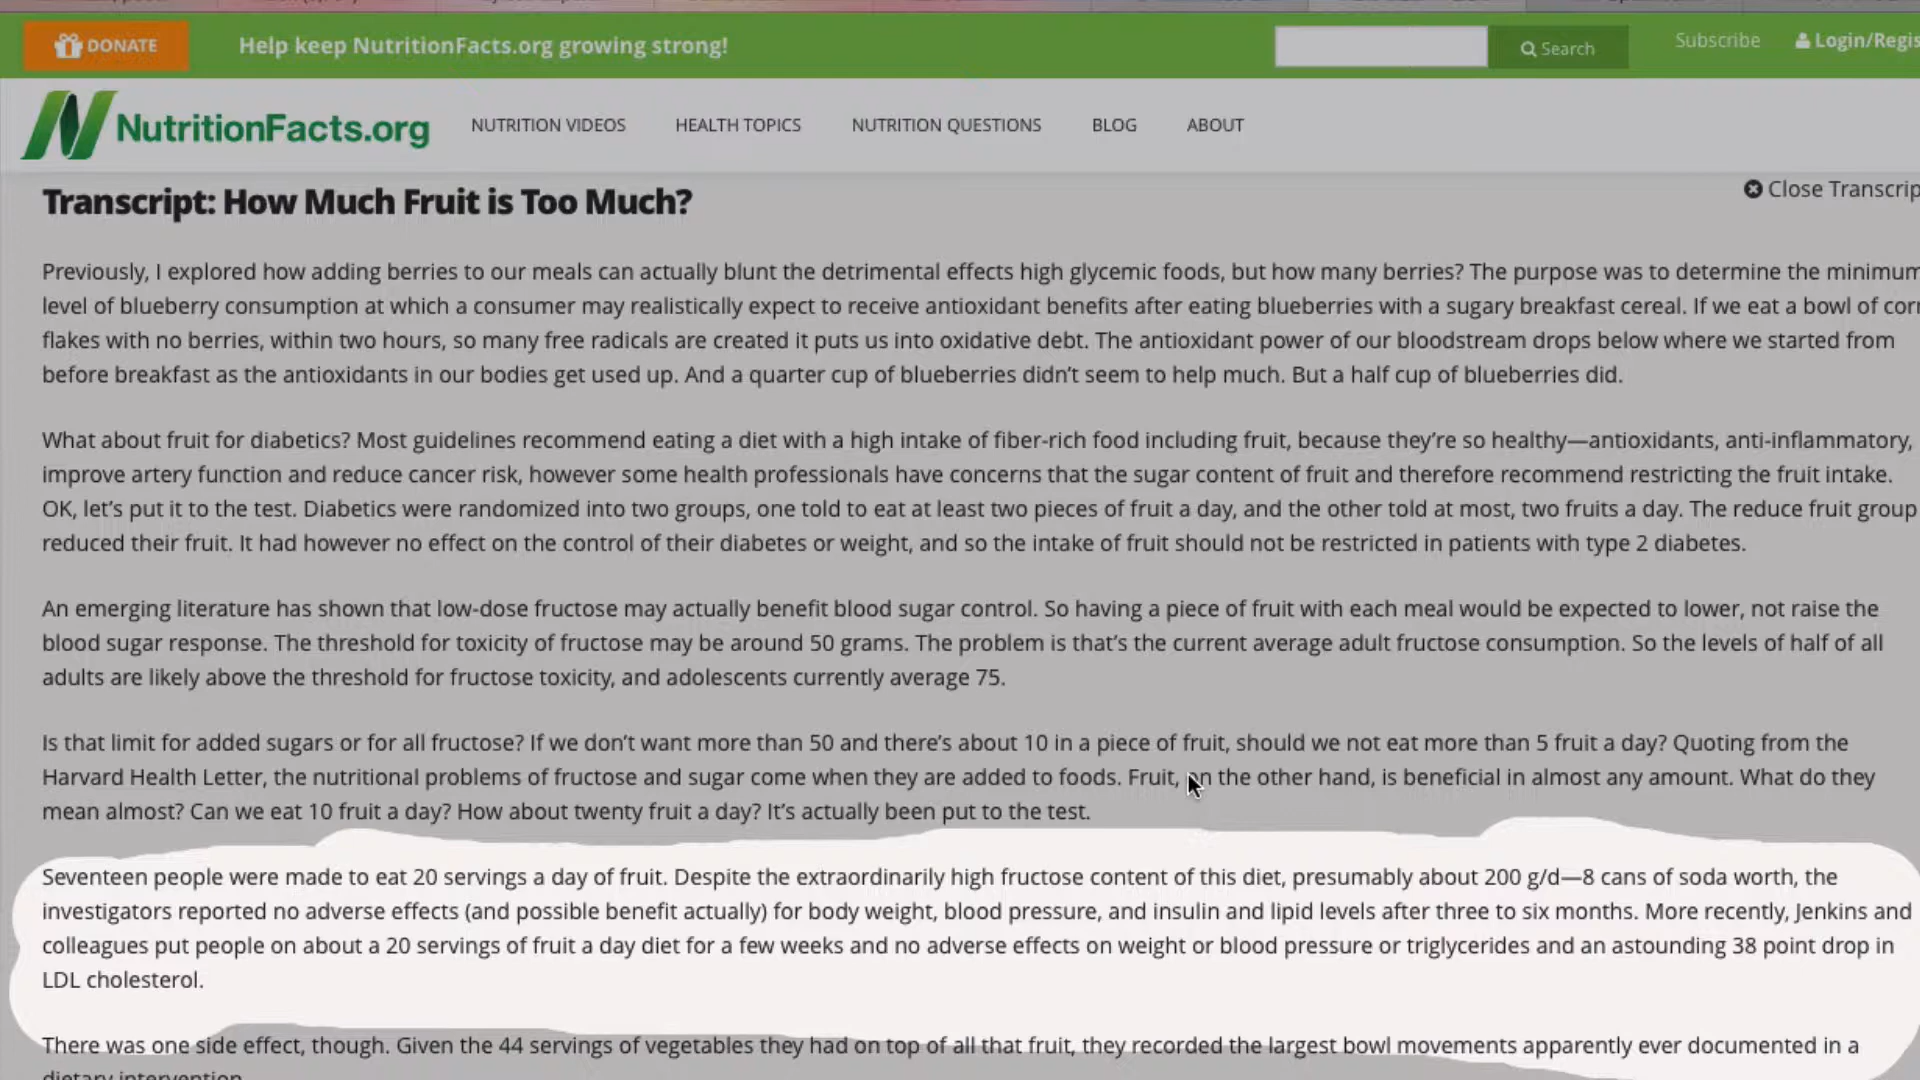 DONATE
Help keep NutritionFacts.org growing strong!
Search
Subscribe
NutritionFacts.org
NUTRITION VIDEOS
HEALTH TOPICS
NUTRITION QUESTIONS
BLOG
ABOUT
Transcript: How Much Fruit is Too Much?
Close
Previously, I explored how adding berries to our meals can actually blunt the detrimental effects high glycemic foods, but how many berries? The purpose was to determine the minimum
level of blueberry consumption at which a consumer may realistically expect to receive antioxidant benefits after eating blueberries with a sugary breakfast cereal. If we eat a bowl of
flakes with no berries, within two hours, so many free radicals are created it puts us into oxidative debt. The antioxidant power of our bloodstream drops below where we started from
before breakfast as the antioxidants in our bodies get used up. And a quarter cup of blueberries didn't seem to help much. But a half cup of blueberries did.
What about fruit for diabetics? Most guidelines recommend eating a diet with a high intake of fiber-rich food including fruit, because they're so healthy—antioxidants, anti-inflammatory,
improve artery function and reduce cancer risk, however some health professionals have concerns that the sugar content of fruit and therefore recommend restricting the fruit intake.
OK, let's put it to the test. Diabetics were randomized into two groups, one told to eat at least two pieces of fruit a day, and the other told at most, two fruits a day. The reduce fruit group
reduced their fruit. It had however no effect on the control of their diabetes or weight, and so the intake of fruit should not be restricted in patients with type 2 diabetes.
An emerging literature has shown that low-dose fructose may actually benefit blood sugar control. So having a piece of fruit with each meal would be expected to lower, not raise the
blood sugar response. The threshold for toxicity of fructose may be around 50 grams. The problem is that's the current average adult fructose consumption. So the levels of half of all
adults are likely above the threshold for fructose toxicity, and adolescents currently average 75.
Is that limit for added sugars or for all fructose? If we don't want more than 50 and there's about 10 in a piece of fruit, should we not eat more than 5 fruit a day? Quoting from the
Harvard Health Letter, the nutritional problems of fructose and sugar come when they are added to foods. Fruit, on the other hand, is beneficial in almost any amount. What do they
mean almost? Can we eat 10 fruit a day? How about twenty fruit a day? It's actually been put to the test.
Seventeen people were made to eat 20 servings a day of fruit. Despite the extraordinarily high fructose content of this diet, presumably about 200 g/d—8 cans of soda worth, the
investigators reported no adverse effects (and possible benefit actually) for body weight, blood pressure, and insulin and lipid levels after three to six months. More recently, Jenkins and
colleagues put people on about a 20 servings of fruit a day diet for a few weeks and no adverse effects on weight or blood pressure or triglycerides and an astounding 38 point drop in
LDL cholesterol.
There was one side effect, though. Given the 44 servings of vegetables they had on top of all that fruit, they recorded the largest bowl movements apparently ever documented in a
dietary intervention